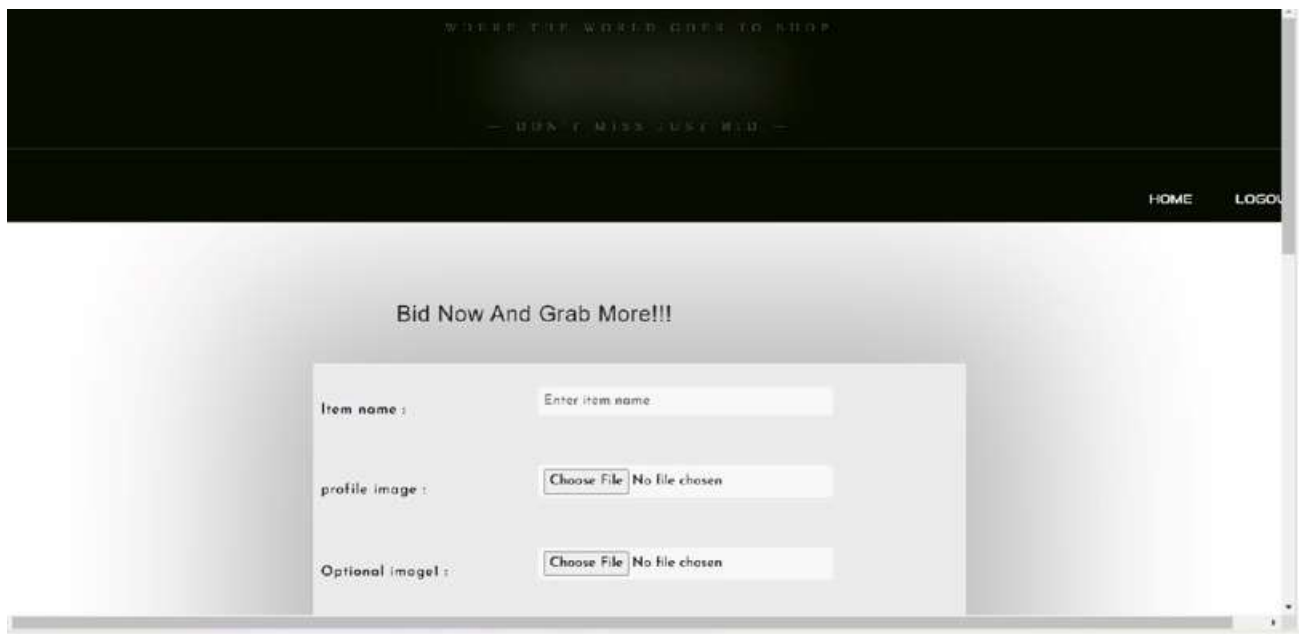 WHERE THE WORLD GOES TO SHOP
— DON'T MISS JUST BID —
HOME LOGOU
Bid Now And Grab More!!!
Item name :
Enter item name
profile image :
Choose File No file chosen
Optional image1 :
Choose File No file chosen